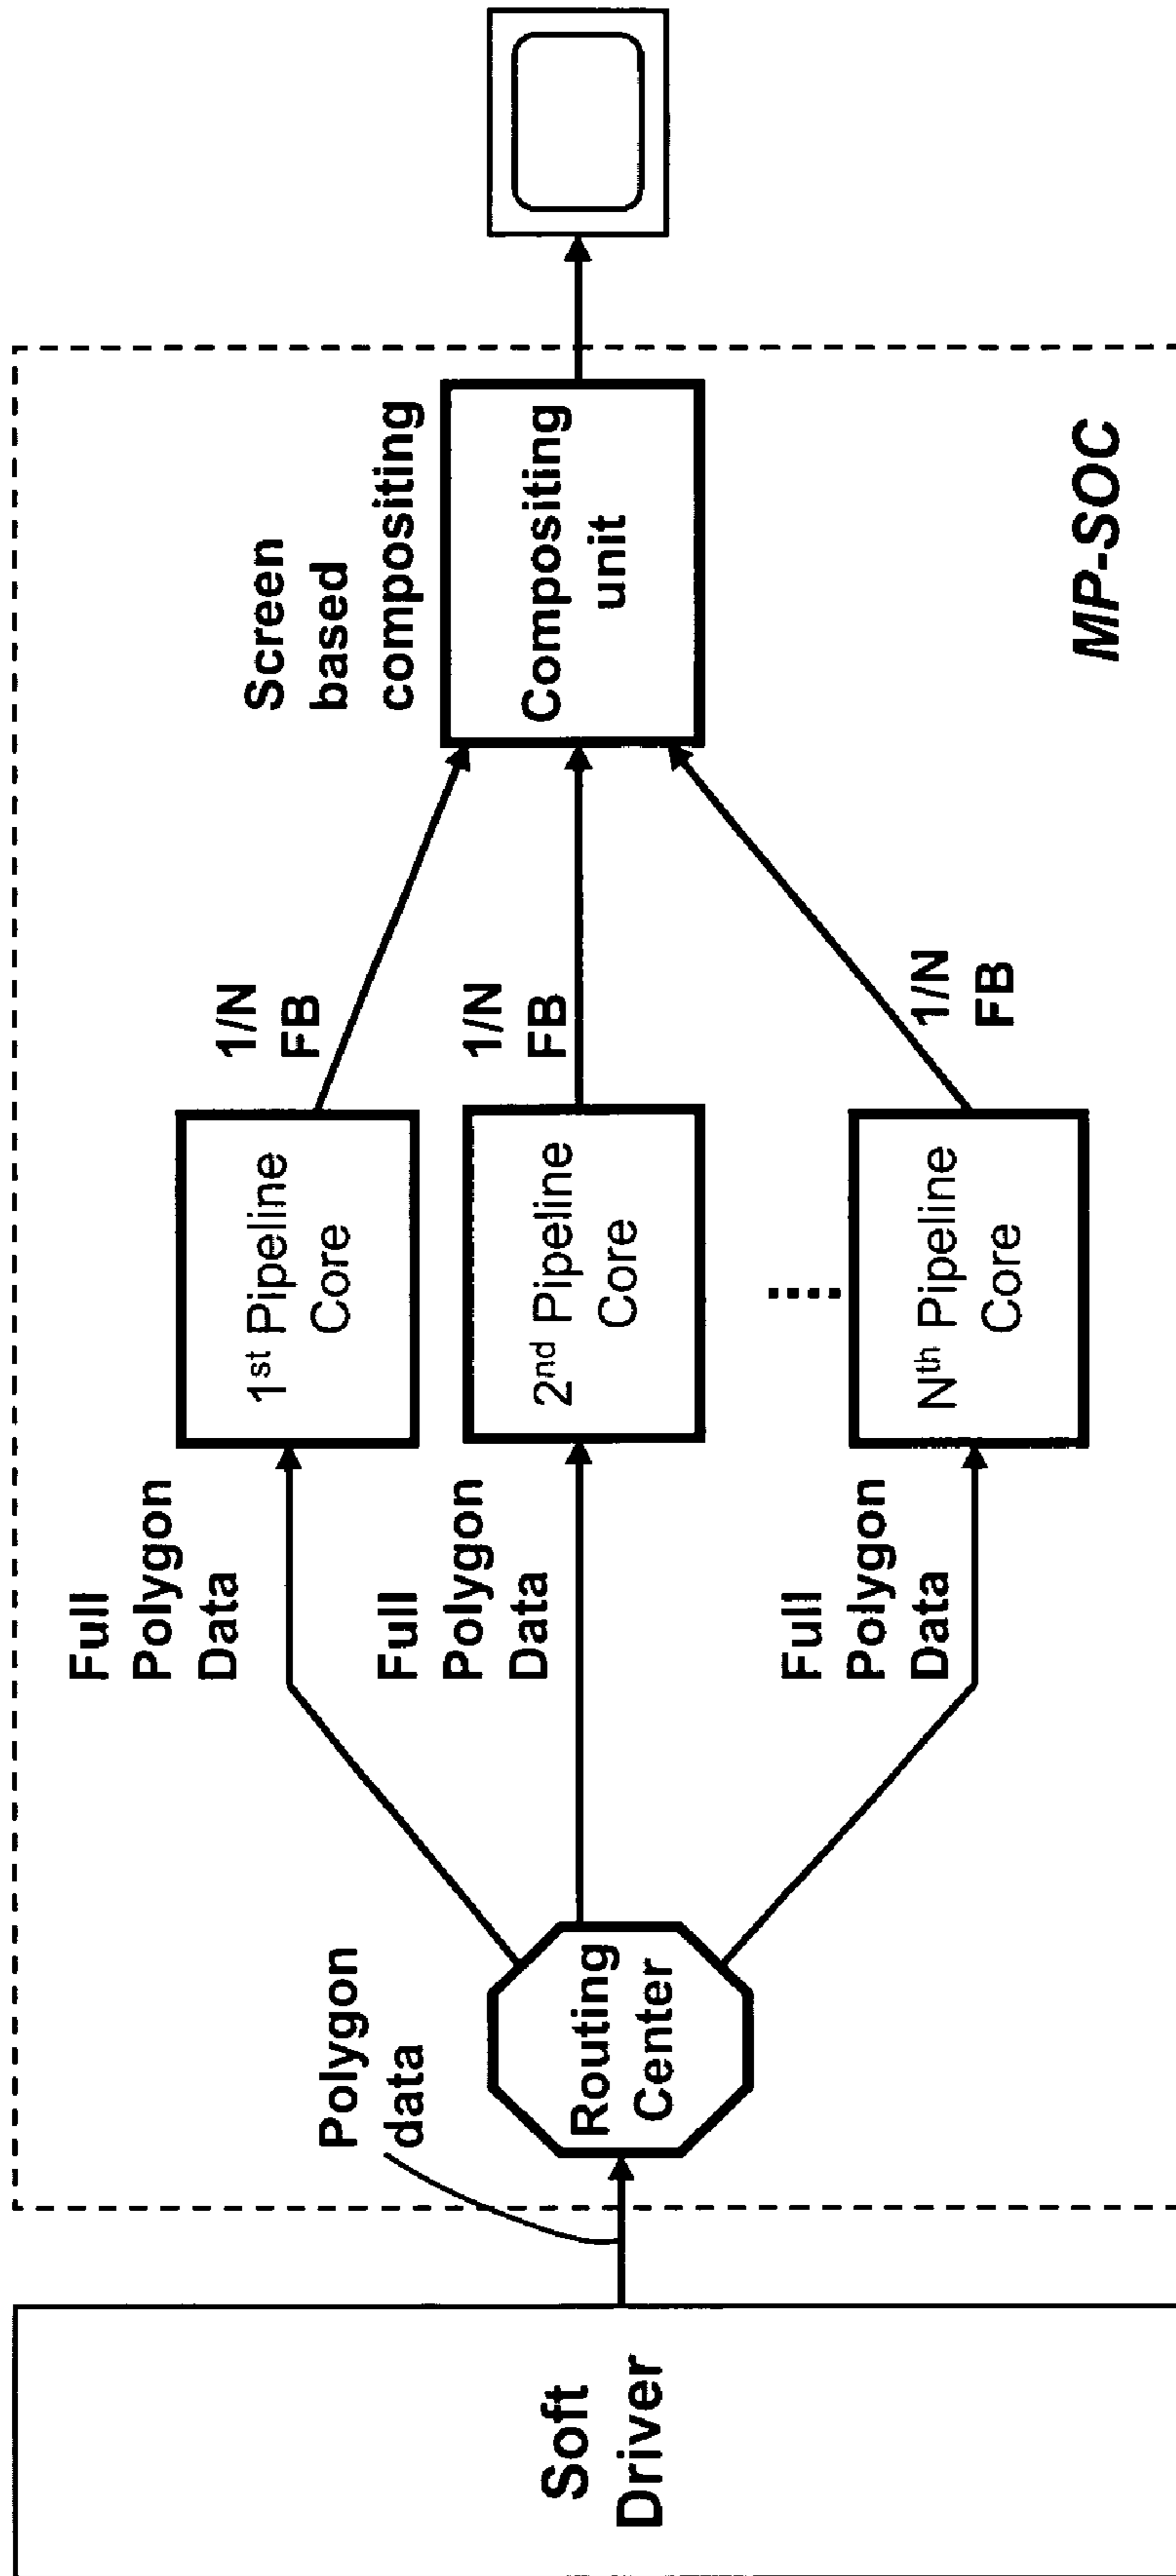 Soft
Driver
Polygon
data
Routing
Center
Full
Polygon
Data
Full
Polygon
Data
Full
Polygon
Data
1st Pipeline
Core
2nd Pipeline
Core
.....
Nth Pipeline
Core
1/N
FB
1/N
FB
1/N
FB
Screen
based
compositing
Compositing
unit
MP-SOC